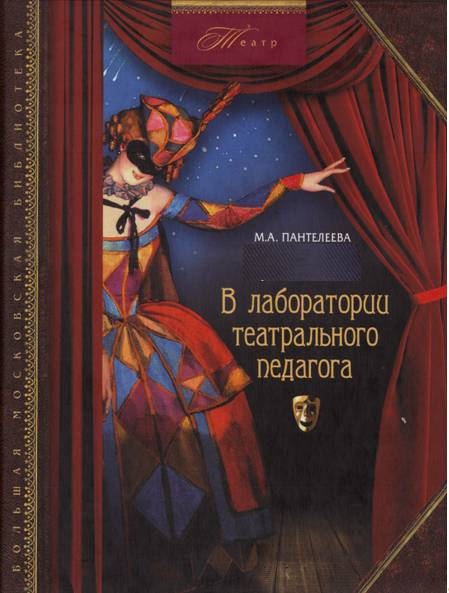 Театр
БОЛЬШАЯ МОСКОВСКАЯ БИБЛИОТЕКА
М.А. ПАНТЕЛЕЕВА
В лаборатории
театрального
педагога